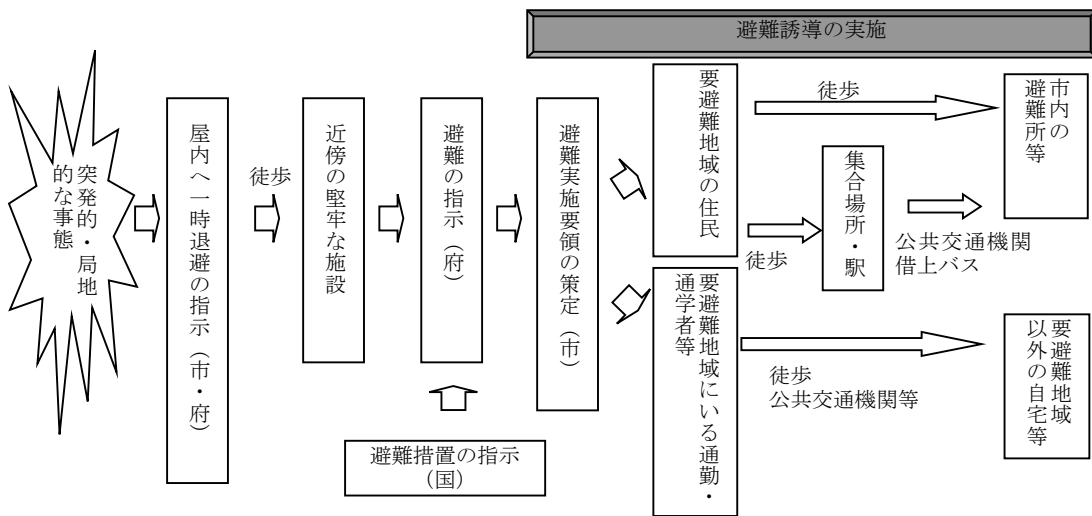 避難誘導の実施
突発的・局地
的な事態
屋内へ一時退避の指示（市・府）
徒歩
近傍の堅牢な施設
避難の指示（府）
避難措置の指示
（国）
避難実施要領の策定（市）
要避難地域の住民
要避難地域にいる通勤・
通学者等
徒歩
徒歩
集合場所・駅
公共交通機関
借上バス
徒歩
公共交通機関等
市内の
避難所等
要避難地域
以外の自宅等